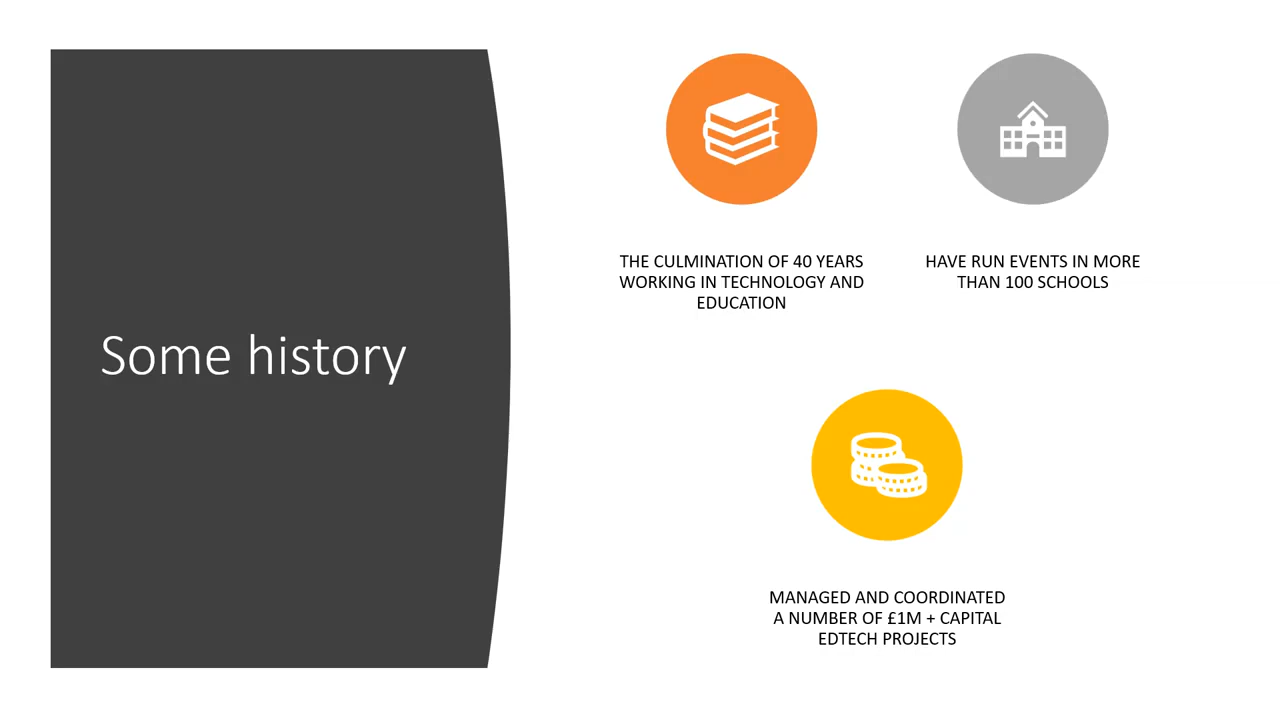 Some history
THE CULMINATION OF 40 YEARS
WORKING IN TECHNOLOGY AND
EDUCATION
HAVE RUN EVENTS IN MORE
THAN 100 SCHOOLS
MANAGED AND COORDINATED
A NUMBER OF £1M + CAPITAL
EDTECH PROJECTS